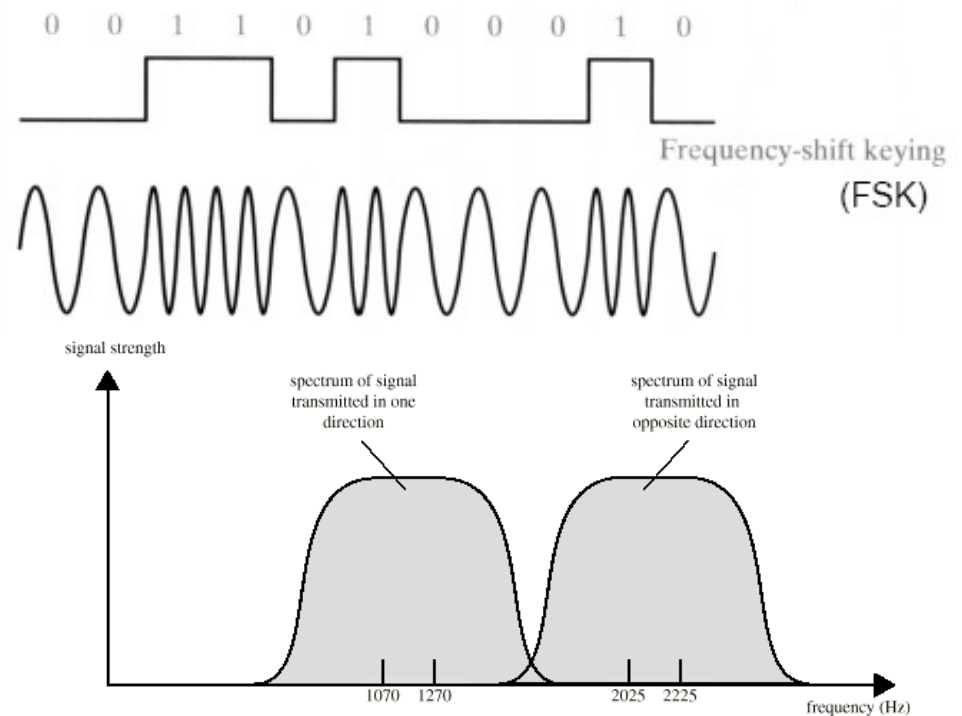 0 0 1 1 0 1 0 0 0 1 0
Frequency-shift keying
(FSK)
signal strength
spectrum of signal
transmitted in one
direction
spectrum of signal
transmitted in
opposite direction
1070 1270 2025 2225
frequency (Hz)